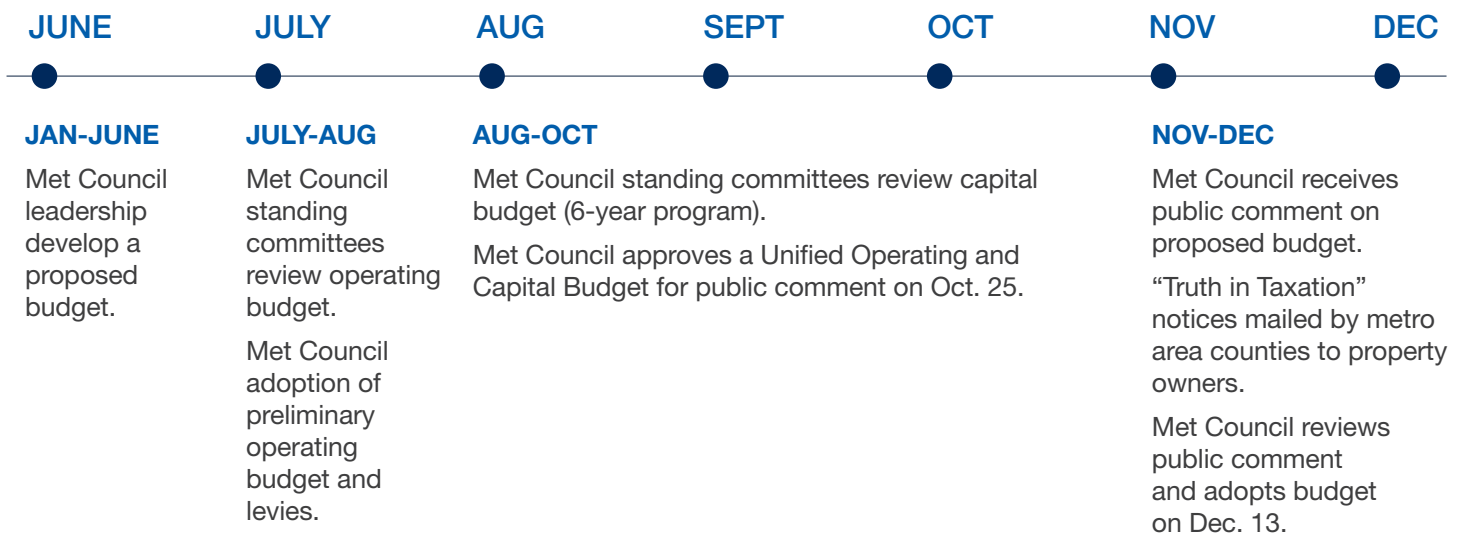 JUNE JULY AUG SEPT OCT NOV DEC
JAN-JUNE
Met Council
leadership
develop a
proposed
budget.
JULY-AUG
Met Council
standing
committees
review operating
budget.
Met Council
adoption of
preliminary
operating
budget and
levies.
AUG-OCT
Met Council standing committees review capital
budget (6-year program).
Met Council approves a Unified Operating and
Capital Budget for public comment on Oct. 25.
NOV-DEC
Met Council receives
public comment on
proposed budget.
“Truth in Taxation”
notices mailed by metro
area counties to property
owners.
Met Council reviews
public comment
and adopts budget
on Dec. 13.